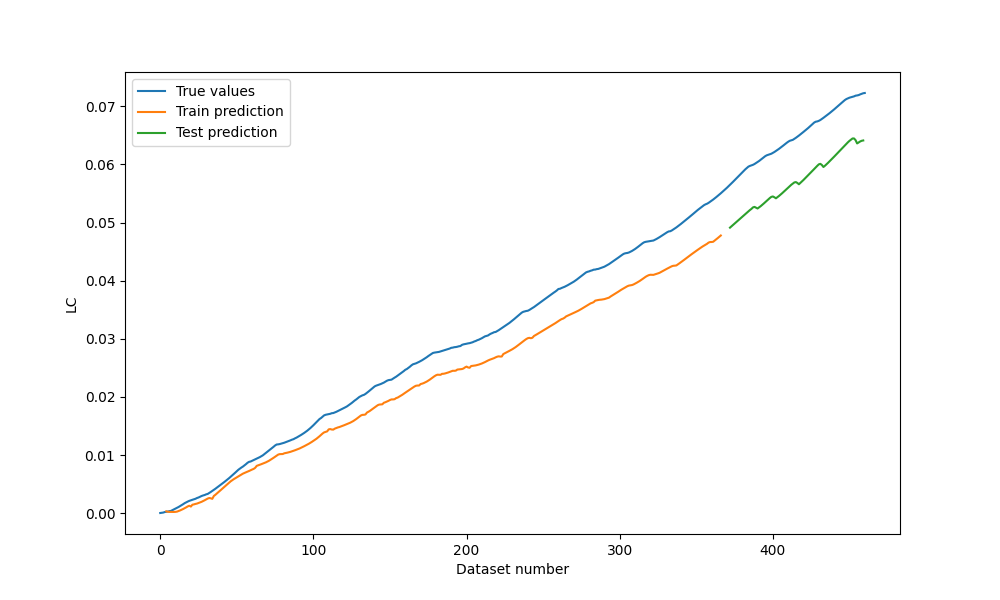 True values
Train prediction
Test prediction
0.07
0.06
0.05
0.04
0.03
0.02
0.01
0.00
LC
0 100 200 300 400
Dataset number